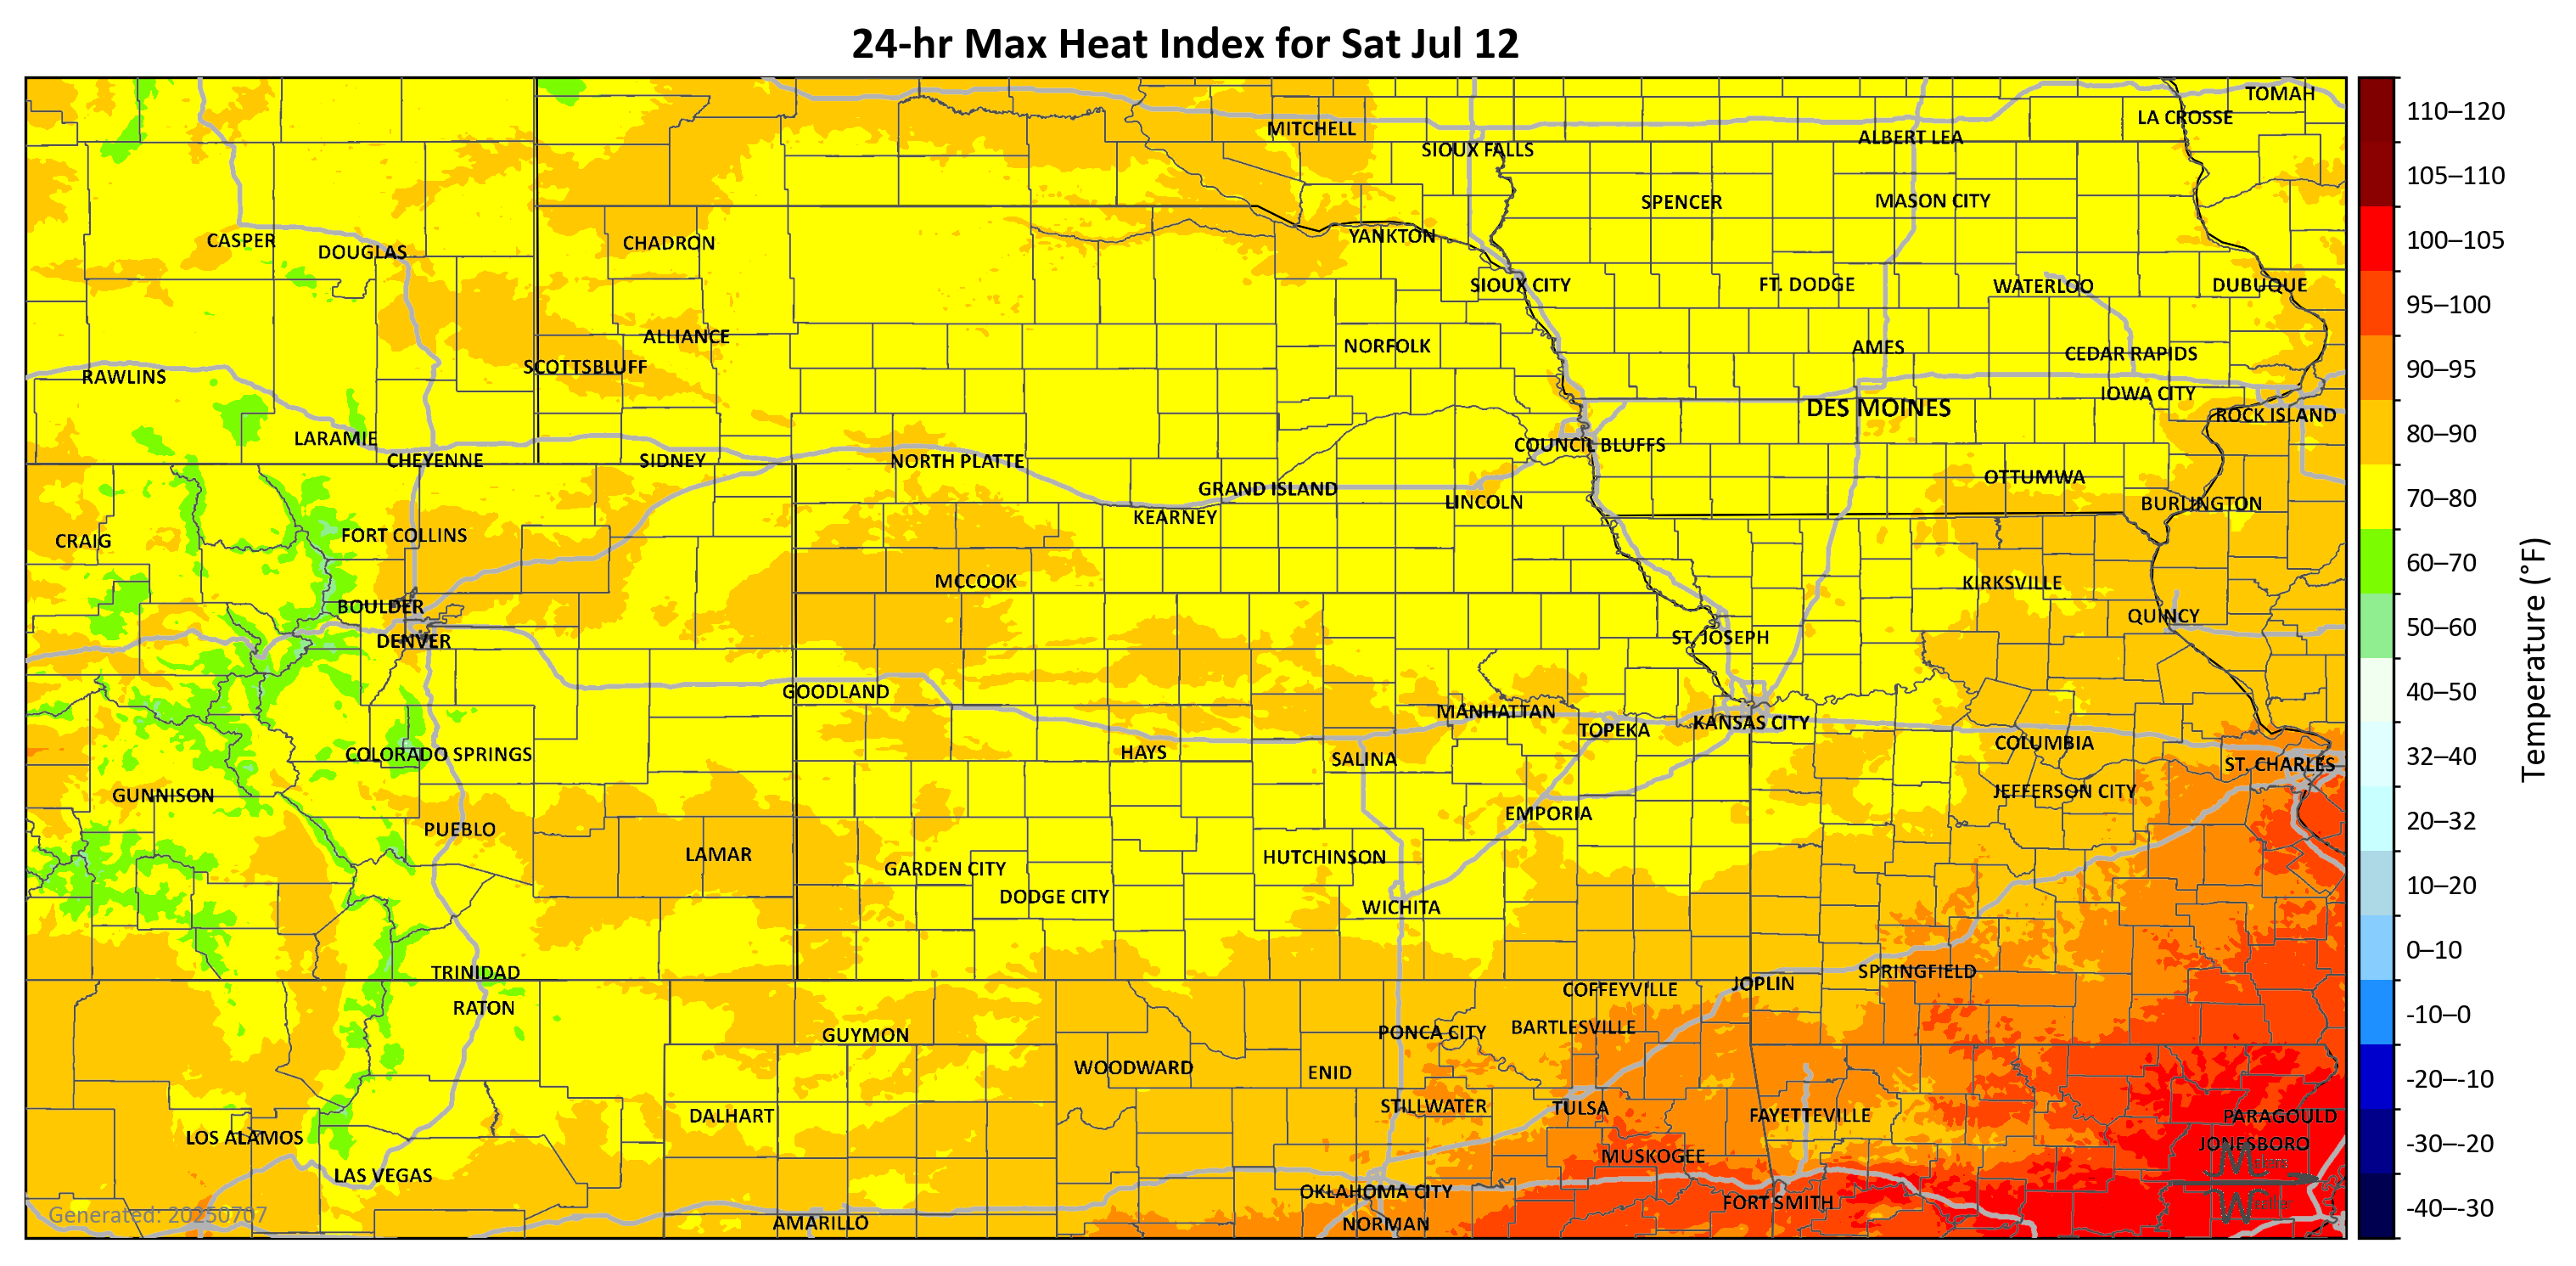 24-hr Max Heat Index for Sat Jul 12
TOMAH
LA CROSSE
MITCHELL
ALBERT LEA
SIOUX FALLS
SPENCER
MASON CITY
YANKTON
CASPER
CHADRON
DOUGLAS
SIOUX CITY
FT. DODGE
WATERLOO
DUBUQUE
ALLIANCE
NORFOLK
AMES
CEDAR RAPIDS
SCOTTSBLUFF
RAWLINS
IOWA CITY
DES MOINES
ROCK ISLAND
LARAMIE
COUNCIL BLUFFS
CHEYENNE
SIDNEY
NORTH PLATTE
OTTUMWA
GRAND ISLAND
LINCOLN
BURLINGTON
KEARNEY
FORT COLLINS
CRAIG
MCCOOK
KIRKSVILLE
BOULDER
QUINCY
DENVER
ST. JOSEPH
GOODLAND
MANHATTAN
KANSAS CITY
TOPEKA
COLUMBIA
COLORADO SPRINGS
HAYS
SALINA
ST. CHARLES
GUNNISON
JEFFERSON CITY
EMPORIA
PUEBLO
LAMAR
HUTCHINSON
GARDEN CITY
DODGE CITY
WICHITA
TRINIDAD
SPRINGFIELD
JOPLIN
COFFEYVILLE
RATON
GUYMON
PONCA CITY
BARTLESVILLE
WOODWARD
ENID
STILLWATER
TULSA
DALHART
FAYETTEVILLE
PARAGOULD
LOS ALAMOS
JONESBORO
MUSKOGEE
LAS VEGAS
OKLAHOMA CITY
FORT SMITH
Generated: 20250707
AMARILLO
NORMAN
110–120
105–110
100–105
95–100
90–95
80–90
70–80
60–70
50–60
40–50
32–40
20–32
10–20
0–10
-10–0
-20–-10
-30–-20
-40–-30
Temperature (°F)